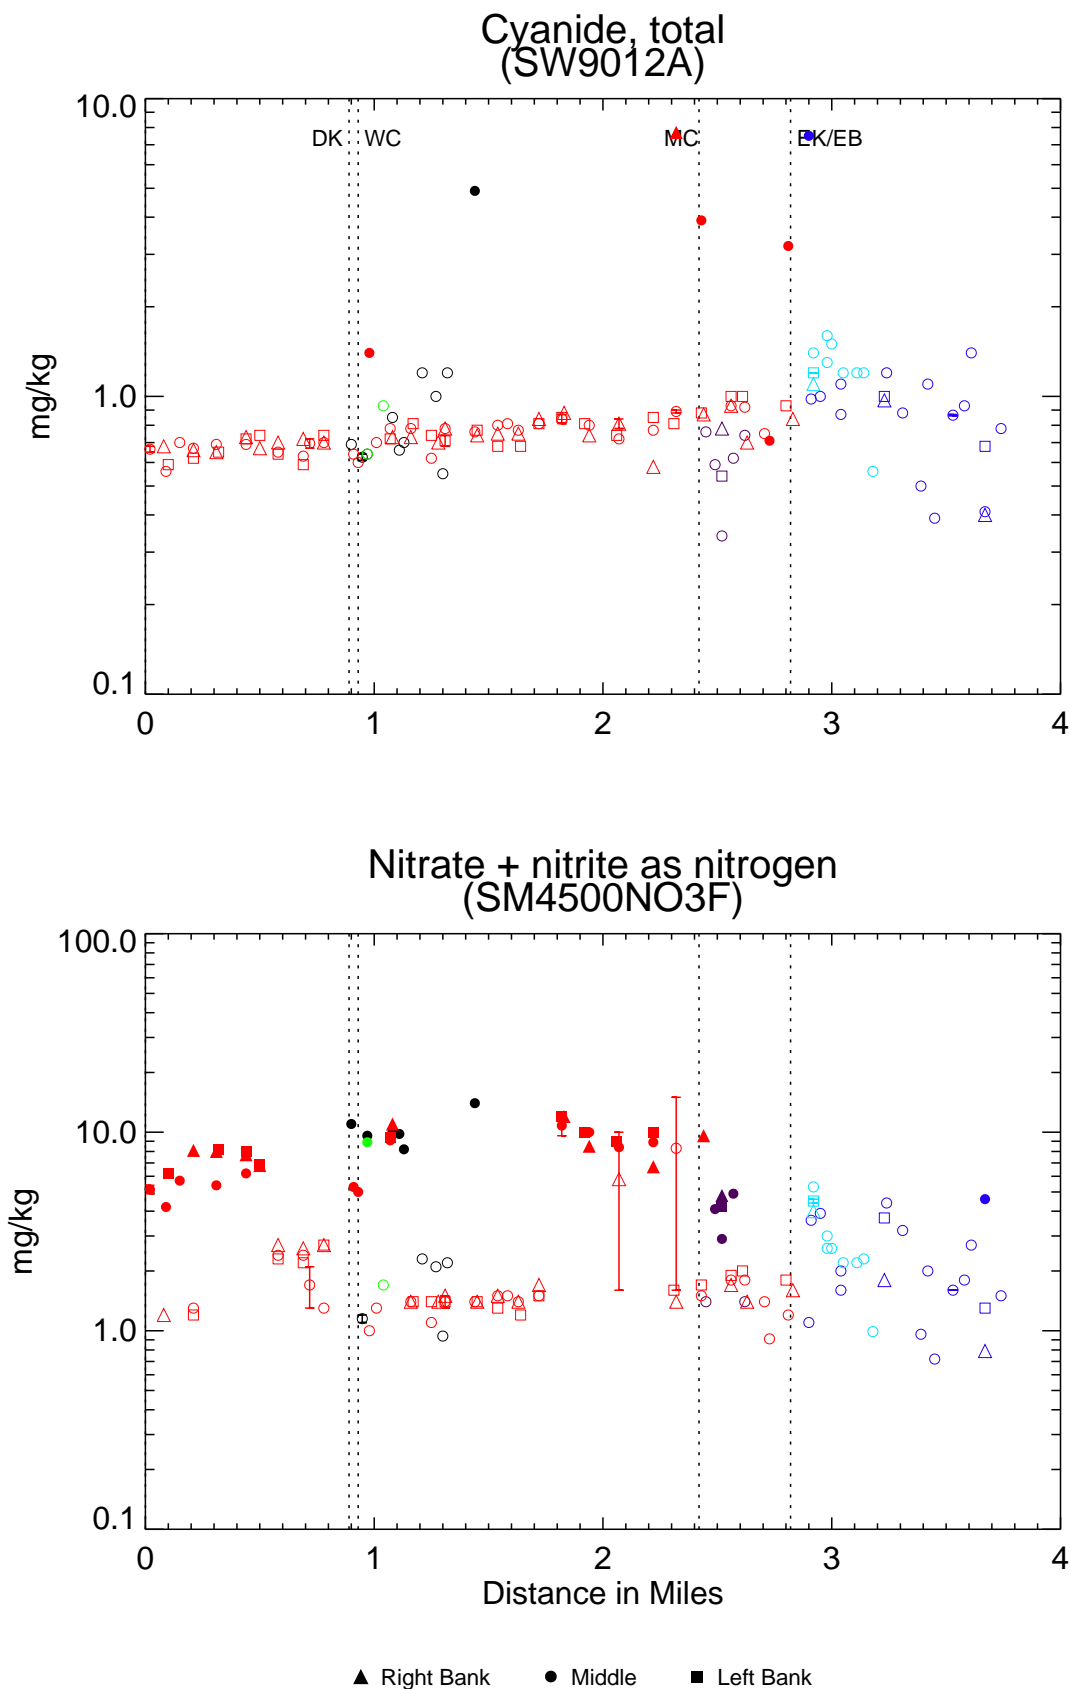 Cyanide, total
(SW9012A)
10.0
DK WC MC EK/EB
1.0
mg/kg
0.1
0 1 2 3 4
Nitrate + nitrite as nitrogen
(SM4500NO3F)
100.0
10.0
mg/kg
1.0
0.1
0 1 2 3 4
Distance in Miles
Right Bank Middle Left Bank